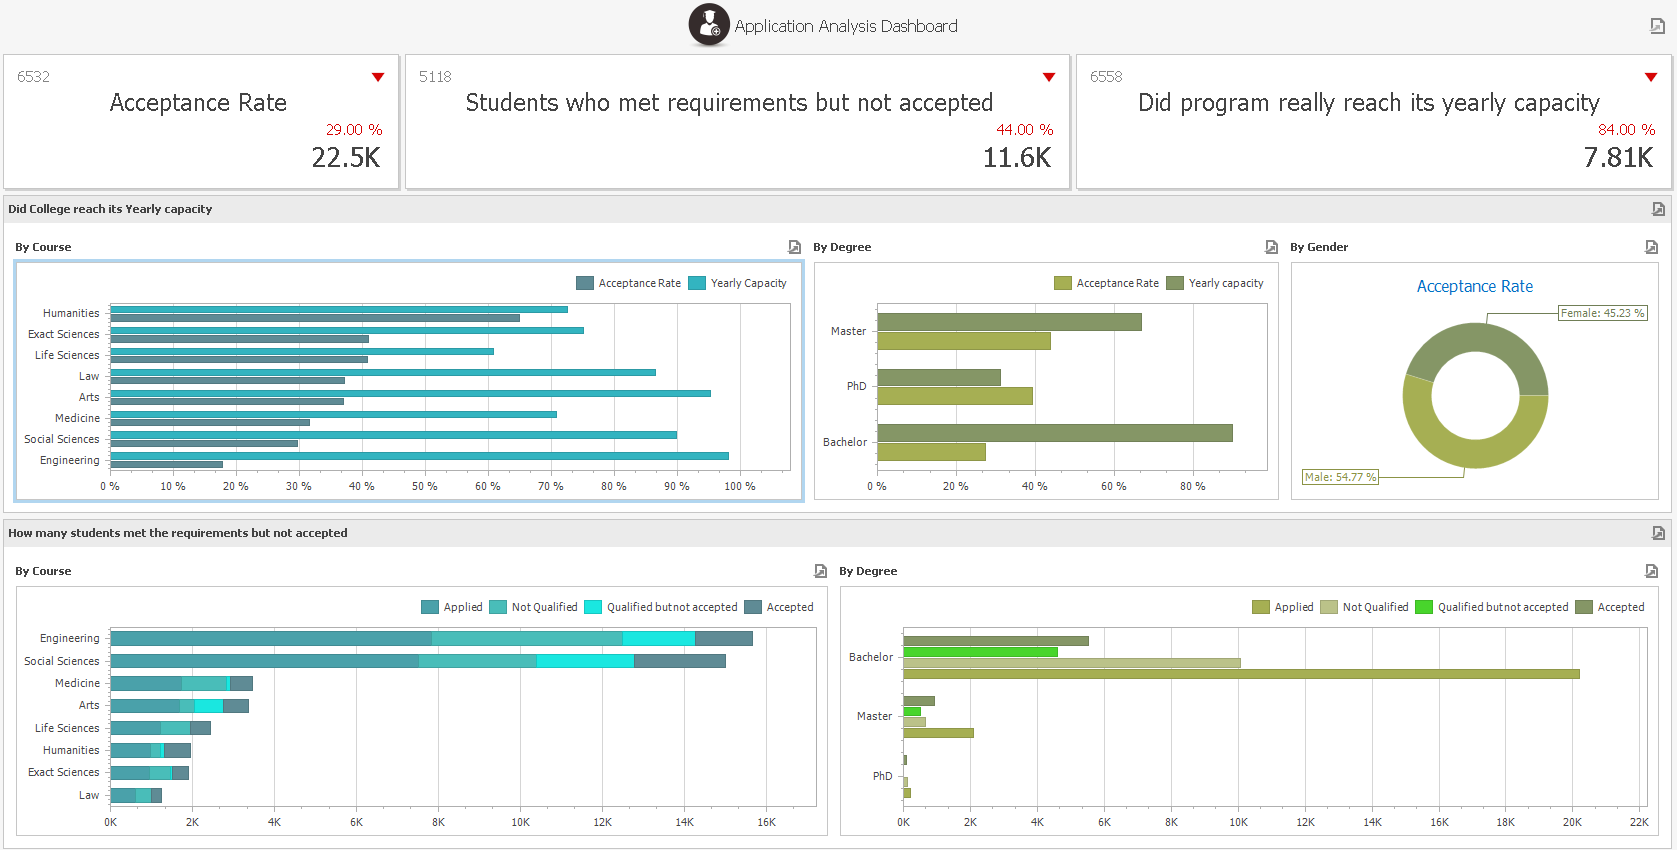 Application Analysis Dashboard
6532
Acceptance Rate
29.00 %
22.5K
5118
Students who met requirements but not accepted
44.00 %
11.6K
6558
Did program really reach its yearly capacity
84.00 %
7.81K
Did College reach its Yearly capacity
By Course
Acceptance Rate Yearly Capacity
Humanities
Exact Sciences
Life Sciences
Law
Arts
Medicine
Social Sciences
Engineering
0 % 10 % 20 % 30 % 40 % 50 % 60 % 70 % 80 % 90 % 100 %
By Degree
Acceptance Rate Yearly capacity
Master
PhD
Bachelor
0 % 20 % 40 % 60 % 80 %
By Gender
Acceptance Rate
Female: 45.23 %
Male: 54.77 %
How many students met the requirements but not accepted
By Course
Applied Not Qualified Qualified butnot accepted Accepted
Engineering
Social Sciences
Medicine
Arts
Life Sciences
Humanities
Exact Sciences
Law
0K 2K 4K 6K 8K 10K 12K 14K 16K
By Degree
Applied Not Qualified Qualified butnot accepted Accepted
Bachelor
Master
PhD
0K 2K 4K 6K 8K 10K 12K 14K 16K 18K 20K 22K